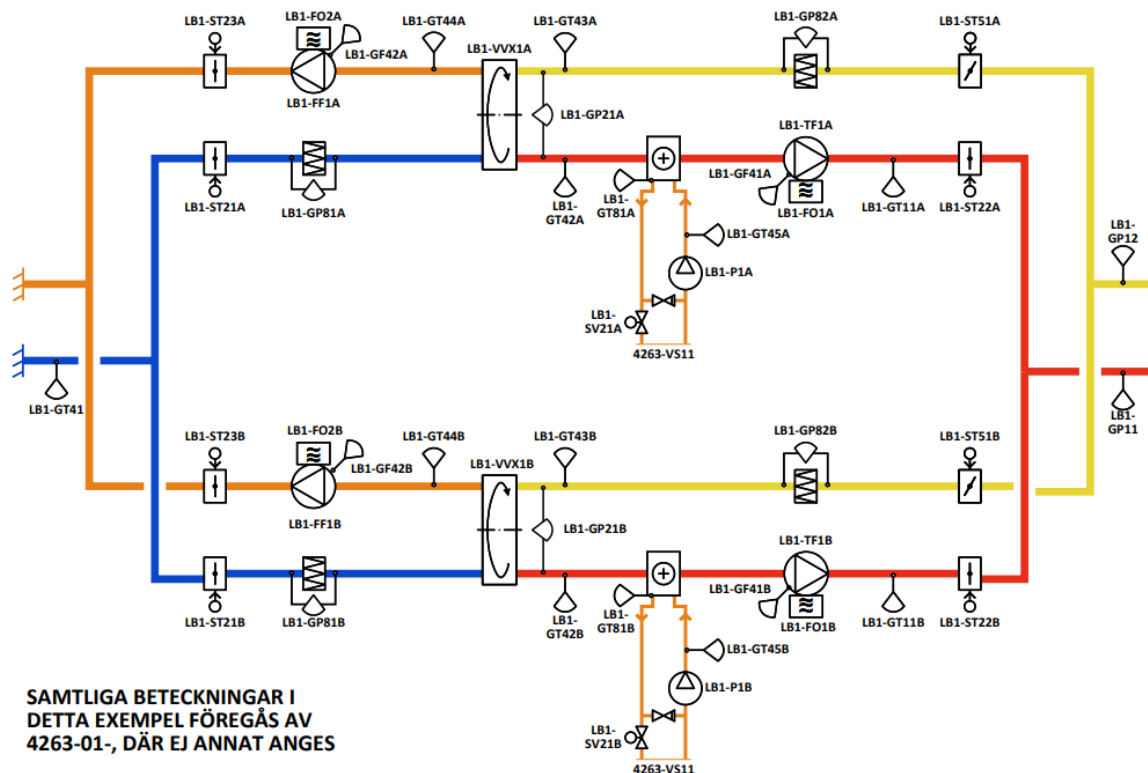 LB1-ST23A
LB1-FO2A
LB1-GT44A
LB1-GT43A
LB1-GP82A
LB1-ST51A
LB1-GF42A
LB1-VVX1A
LB1-FF1A
LB1-GP21A
LB1-TF1A
LB1-GF41A
LB1-ST21A
LB1-GP81A
LB1-
GT42A
LB1-
GT81A
LB1-FO1A
LB1-GT11A
LB1-ST22A
LB1-GT45A
LB1-
GP12
LB1-P1A
LB1-
SV21A
4263-VS11
LB1-GT41
LB1-
GP11
LB1-ST23B
LB1-FO2B
LB1-GT44B
LB1-GT43B
LB1-GP82B
LB1-ST51B
LB1-GF42B
LB1-VVX1B
LB1-FF1B
LB1-GP21B
LB1-TF1B
LB1-GF41B
LB1-ST21B
LB1-GP81B
LB1-
GT42B
LB1-
GT81B
LB1-FO1B
LB1-GT11B
LB1-ST22B
LB1-GT45B
LB1-P1B
LB1-
SV21B
4263-VS11
SAMTLIGA BETECKNINGAR I
DETTA EXEMPEL FÖREGÅS AV
4263-01-, DÄR EJ ANNAT ANGES